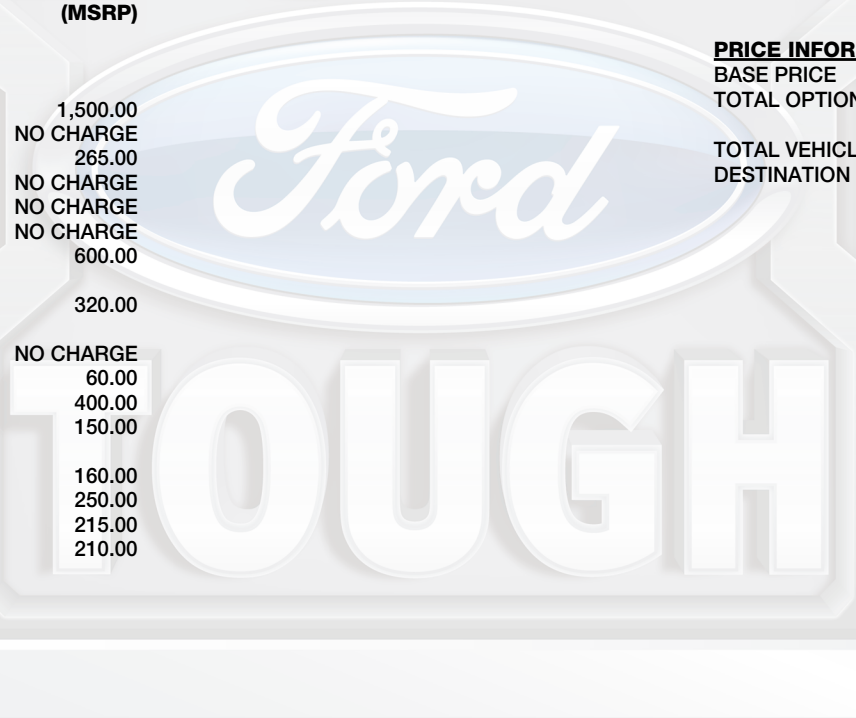 (MSRP)
1,500.00
NO CHARGE
265.00
NO CHARGE
NO CHARGE
NO CHARGE
600.00
320.00
NO CHARGE
60.00
400.00
150.00
160.00
250.00
215.00
210.00
PRICE INFOR
BASE PRICE
TOTAL OPTION
TOTAL VEHICL
DESTINATION
Ford
TOUGH